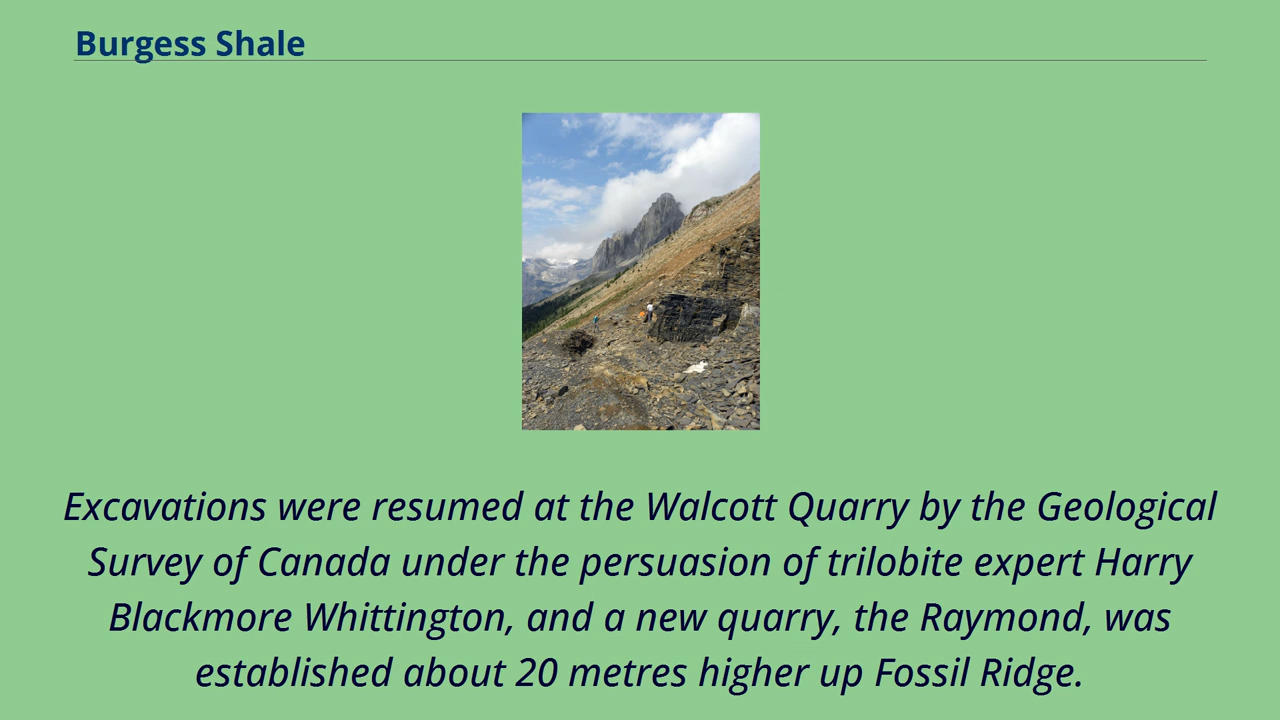 Burgess Shale
Excavations were resumed at the Walcott Quarry by the Geological
Survey of Canada under the persuasion of trilobite expert Harry
Blackmore Whittington, and a new quarry, the Raymond, was
established about 20 metres higher up Fossil Ridge.